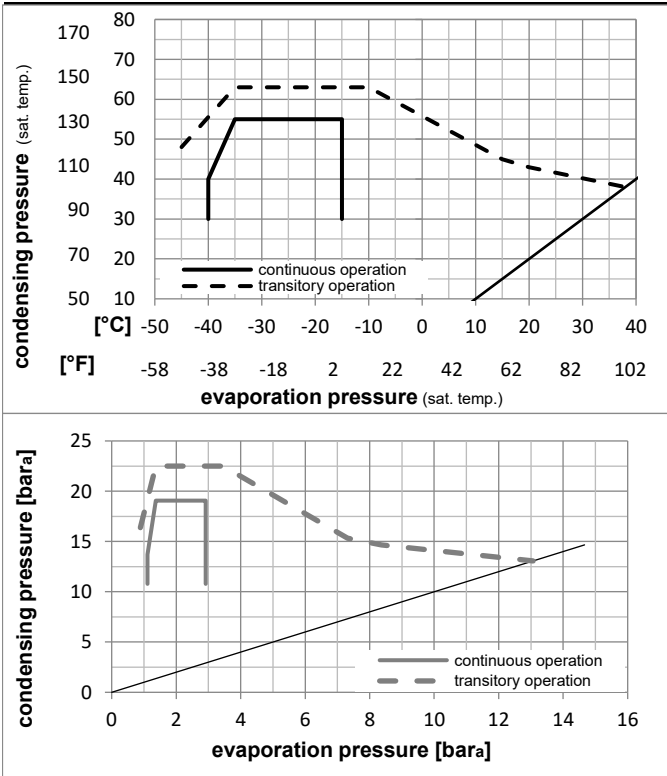 condensing pressure (sat. temp.)
170 80
150 70
60
130 50
110 40
90 30
70 20
50 10
continuous operation
transitory operation
[°C] -50 -40 -30 -20 -10 0 10 20 30 40
[°F] -58 -38 -18 2 22 42 62 82 102
evaporation pressure (sat. temp.)
condensing pressure [bara]
25
20
15
10
5
0
continuous operation
transitory operation
0 2 4 6 8 10 12 14 16
evaporation pressure [bara]